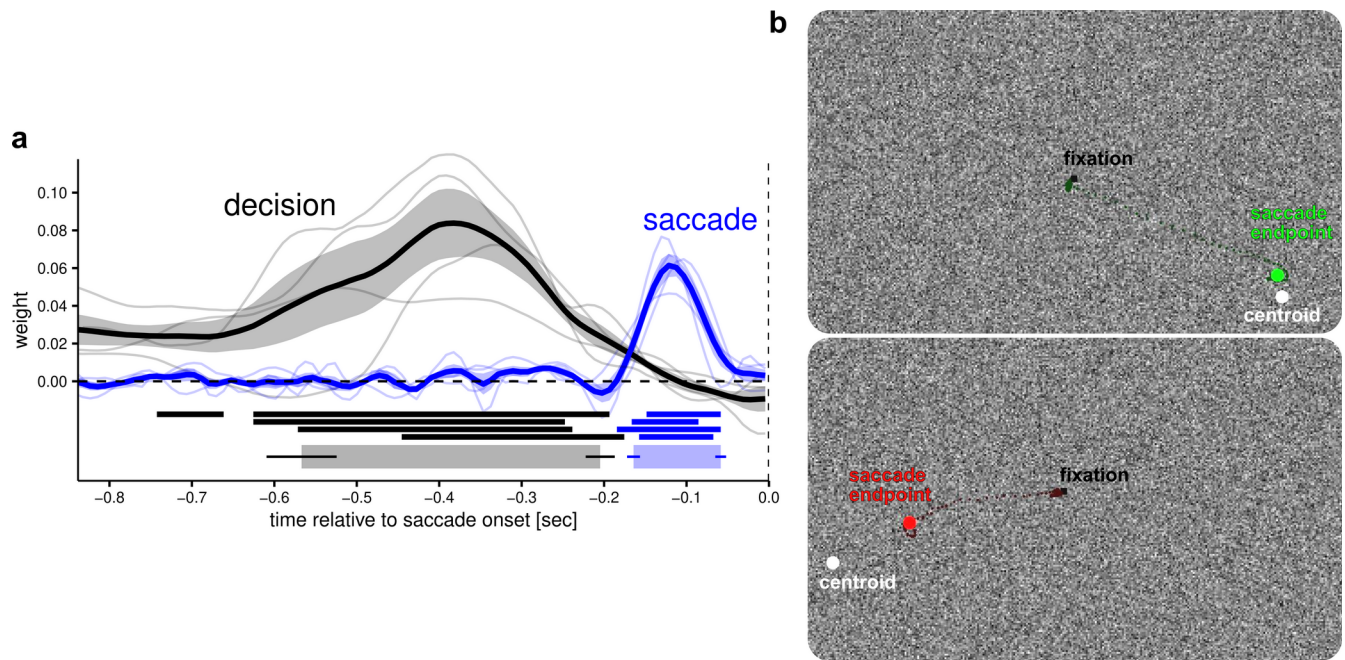 a
decision
saccade
weight
0.10
0.08
0.06
0.04
0.02
0.00
−0.8
−0.7
−0.6
−0.5
−0.4
−0.3
−0.2
−0.1
0.0
time relative to saccade onset [sec]
b
fixation
saccade
endpoint
centroid
saccade
endpoint
fixation
centroid